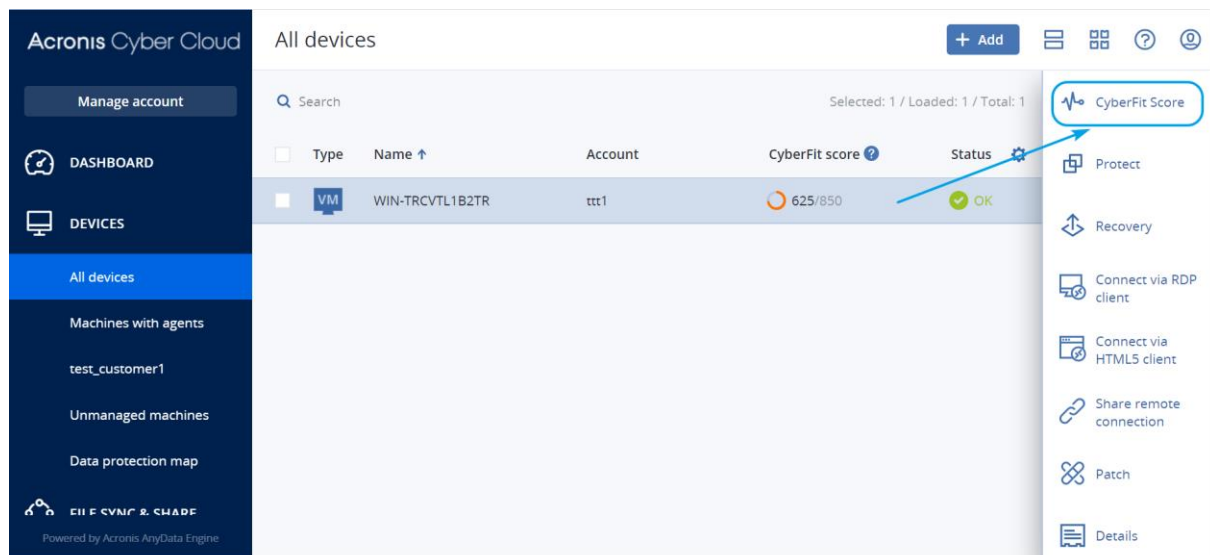 Acronis Cyber Cloud
Manage account
DASHBOARD
DEVICES
All devices
Machines with agents
test_customer1
Unmanaged machines
Data protection map
FILE SYNC & SHARE
Powered by Acronis AnyData Engine
All devices
+ Add
Search
Selected: 1 / Loaded: 1 / Total: 1
Type Name ↑ Account CyberFit score ? Status
VM WIN-TRCVTL1B2TR ttt1 625/850 OK
CyberFit Score
Protect
Recovery
Connect via RDP
client
Connect via
HTML5 client
Share remote
connection
Patch
Details